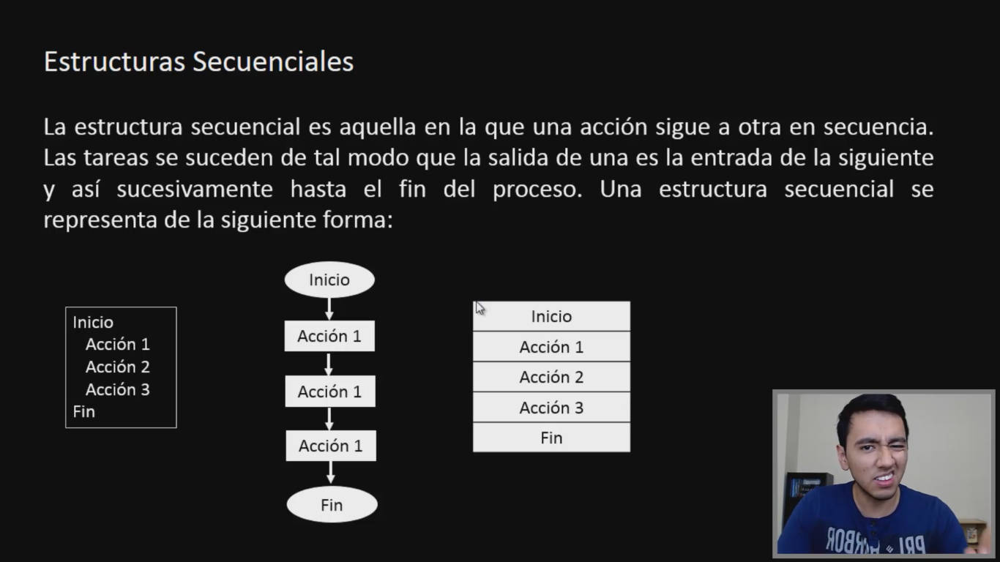 Estructuras Secuenciales
La estructura secuencial es aquella en la que una acción sigue a otra en secuencia.
Las tareas se suceden de tal modo que la salida de una es la entrada de la siguiente
y así sucesivamente hasta el fin del proceso. Una estructura secuencial se
representa de la siguiente forma:
Inicio
Acción 1
Acción 2
Acción 3
Fin
Inicio
Acción 1
Acción 1
Acción 1
Fin
Inicio
Acción 1
Acción 2
Acción 3
Fin